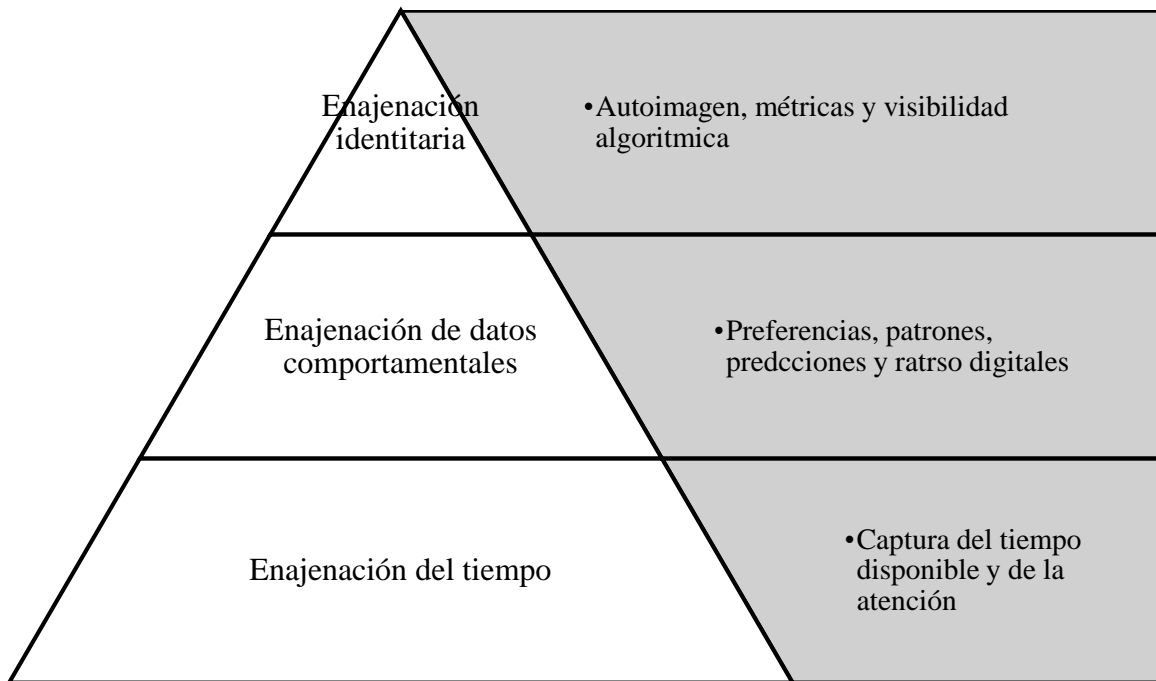 Enajenación
identitaria
•Autoimagen, métricas y visibilidad
algoritmica
Enajenación de datos
comportamentales
•Preferencias, patrones,
predcciones y ratrso digitales
Enajenación del tiempo
•Captura del tiempo
disponible y de la
atención